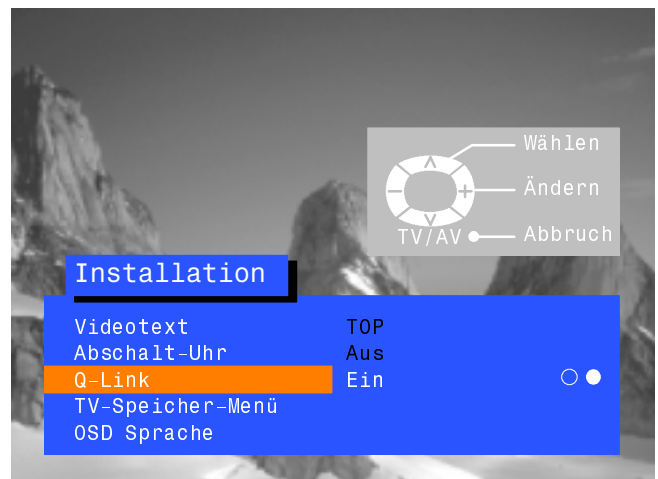 Wählen
Ändern
TV/AV Abbruch
Installation
Videotext TOP
Abschalt-Uhr Aus
Q-Link Ein
TV-Speicher-Menü
OSD Sprache